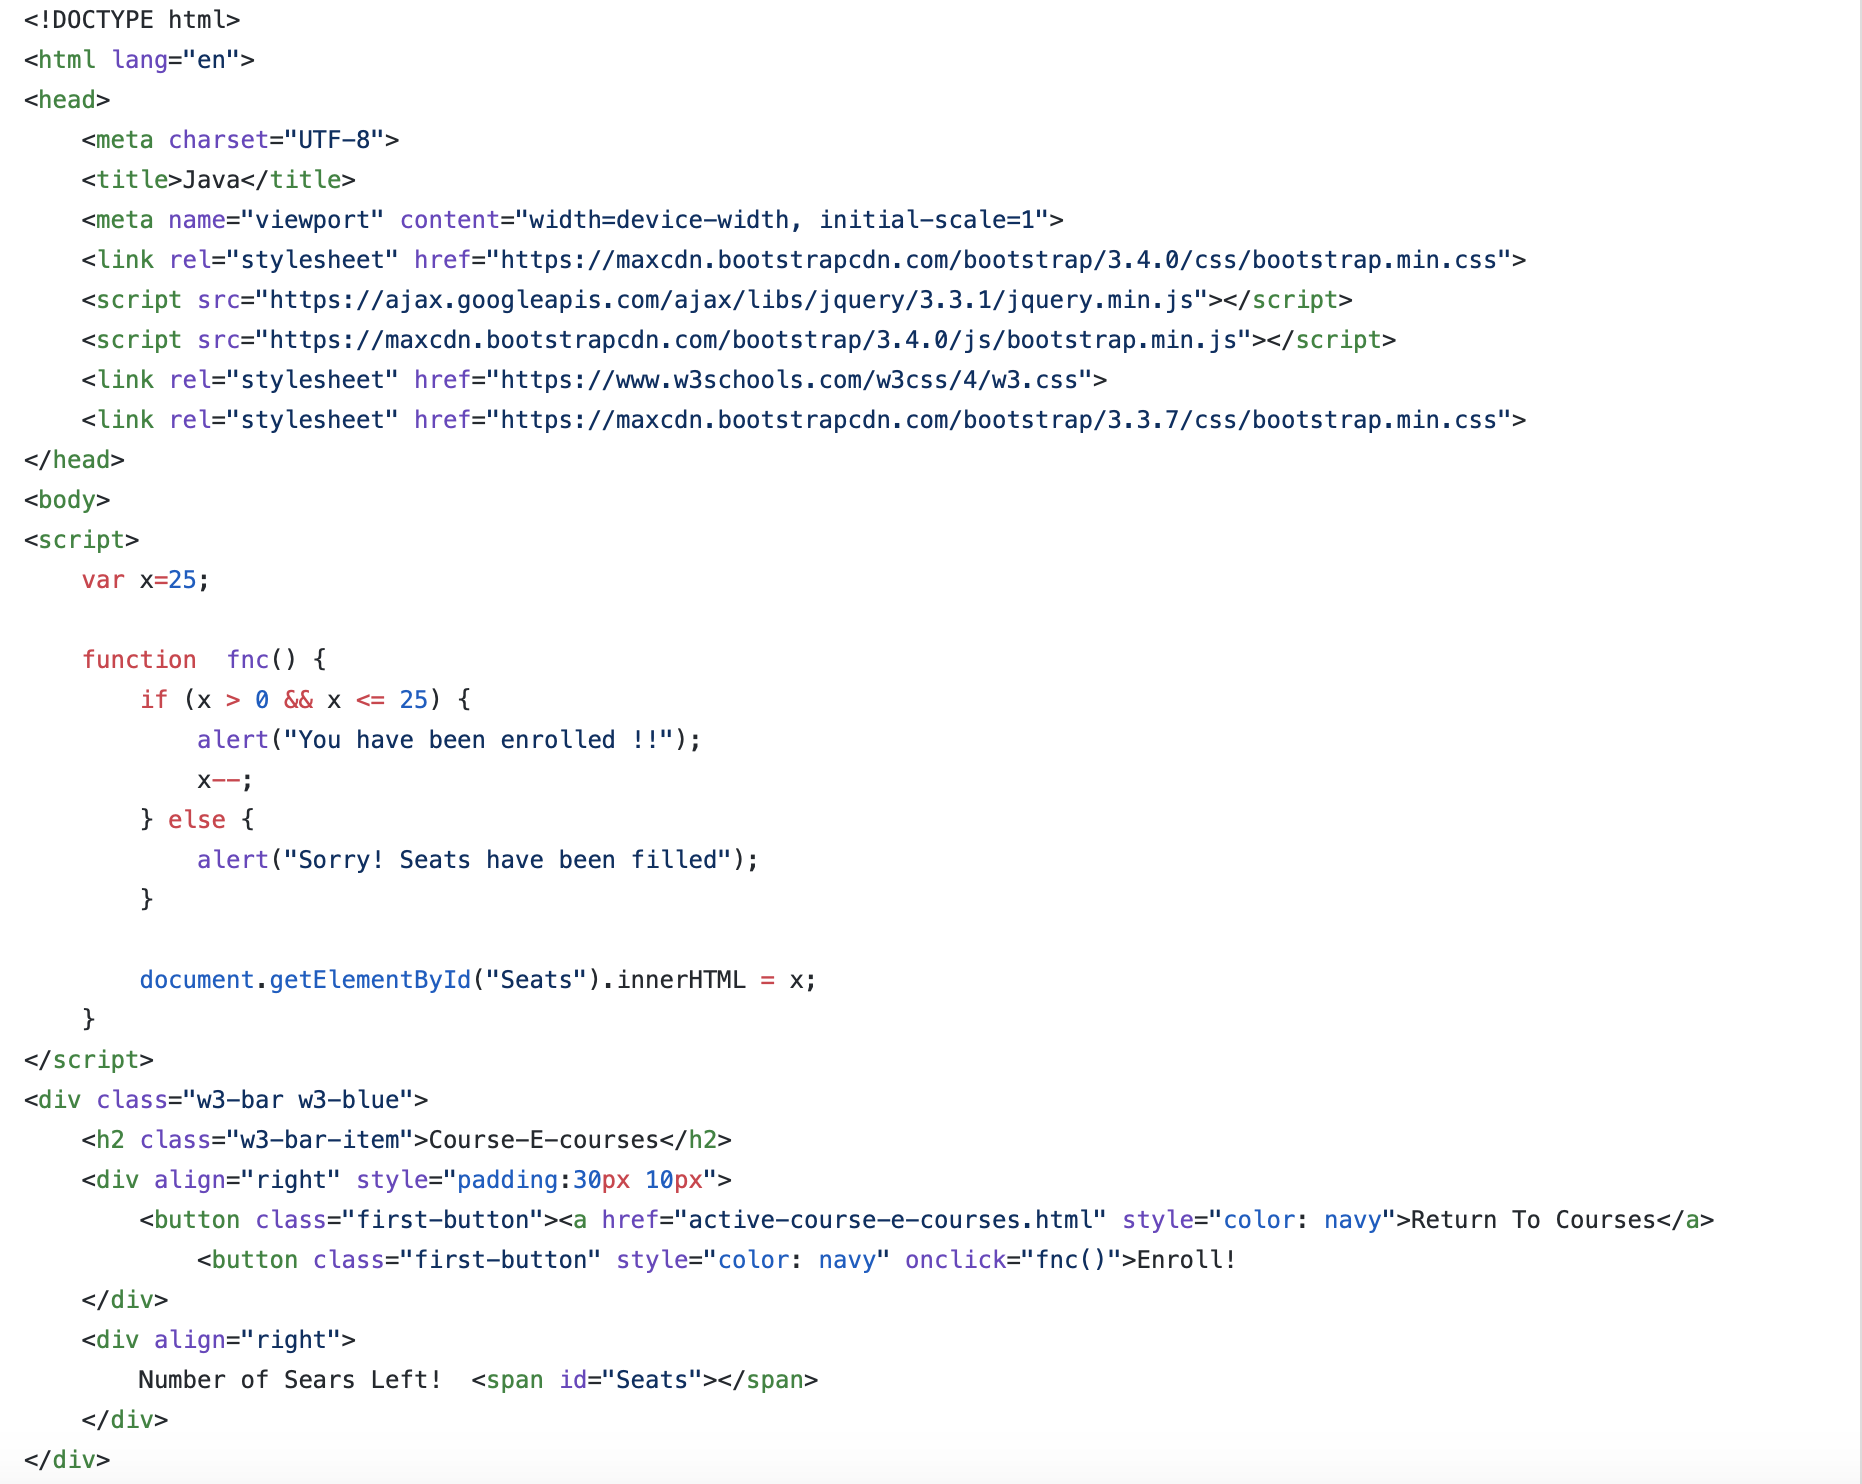 <!DOCTYPE html>
<html lang="en">
<head>
    <meta charset="UTF-8">
    <title>Java</title>
    <meta name="viewport" content="width=device-width, initial-scale=1">
    <link rel="stylesheet" href="https://maxcdn.bootstrapcdn.com/bootstrap/3.4.0/css/bootstrap.min.css">
    <script src="https://ajax.googleapis.com/ajax/libs/jquery/3.3.1/jquery.min.js"></script>
    <script src="https://maxcdn.bootstrapcdn.com/bootstrap/3.4.0/js/bootstrap.min.js"></script>
    <link rel="stylesheet" href="https://www.w3schools.com/w3css/4/w3.css">
    <link rel="stylesheet" href="https://maxcdn.bootstrapcdn.com/bootstrap/3.3.7/css/bootstrap.min.css">
</head>
<body>
<script>
    var x=25;

    function  fnc() {
        if (x > 0 && x <= 25) {
            alert("You have been enrolled !!");
            x--;
        } else {
            alert("Sorry! Seats have been filled");
        }

        document.getElementById("Seats").innerHTML = x;
    }
</script>
<div class="w3-bar w3-blue">
    <h2 class="w3-bar-item">Course-E-courses</h2>
    <div align="right" style="padding:30px 10px">
        <button class="first-button"><a href="active-course-e-courses.html" style="color: navy">Return To Courses</a>
            <button class="first-button" style="color: navy" onclick="fnc()">Enroll!
    </div>
    <div align="right">
        Number of Sears Left!  <span id="Seats"></span>
    </div>
</div>